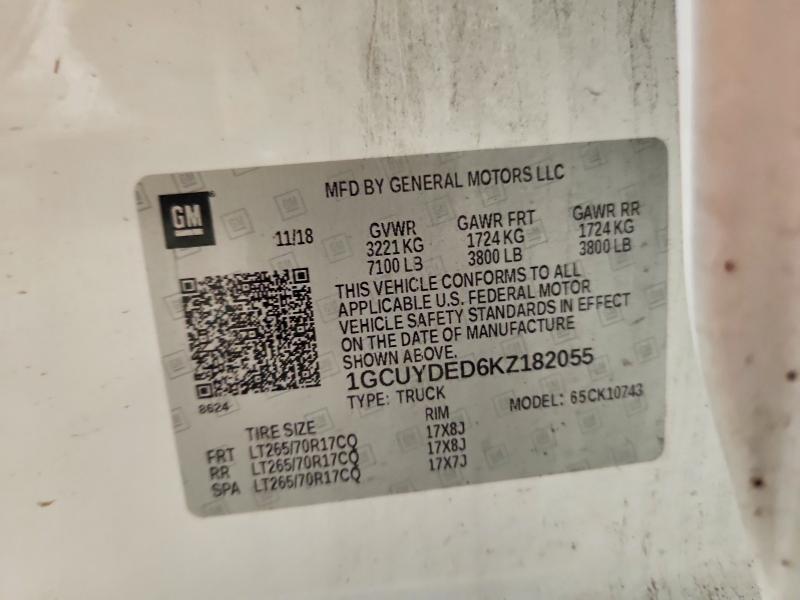 MFD BY GENERAL MOTORS LLC
GM
11/18
GVWR GAWR FRT GAWR RR
3221 KG 1724 KG 1724 KG
7100 LB 3800 LB 3800 LB
THIS VEHICLE CONFORMS TO ALL
APPLICABLE U.S. FEDERAL MOTOR
VEHICLE SAFETY STANDARDS IN EFFECT
ON THE DATE OF MANUFACTURE
SHOWN ABOVE.
1GCUYDED6KZ182055
8624
TYPE: TRUCK MODEL: 65CK10743
TIRE SIZE RIM
FRT LT265/70R17CQ 17X8J
RR LT265/70R17CQ 17X8J
SPA LT265/70R17CQ 17X7J